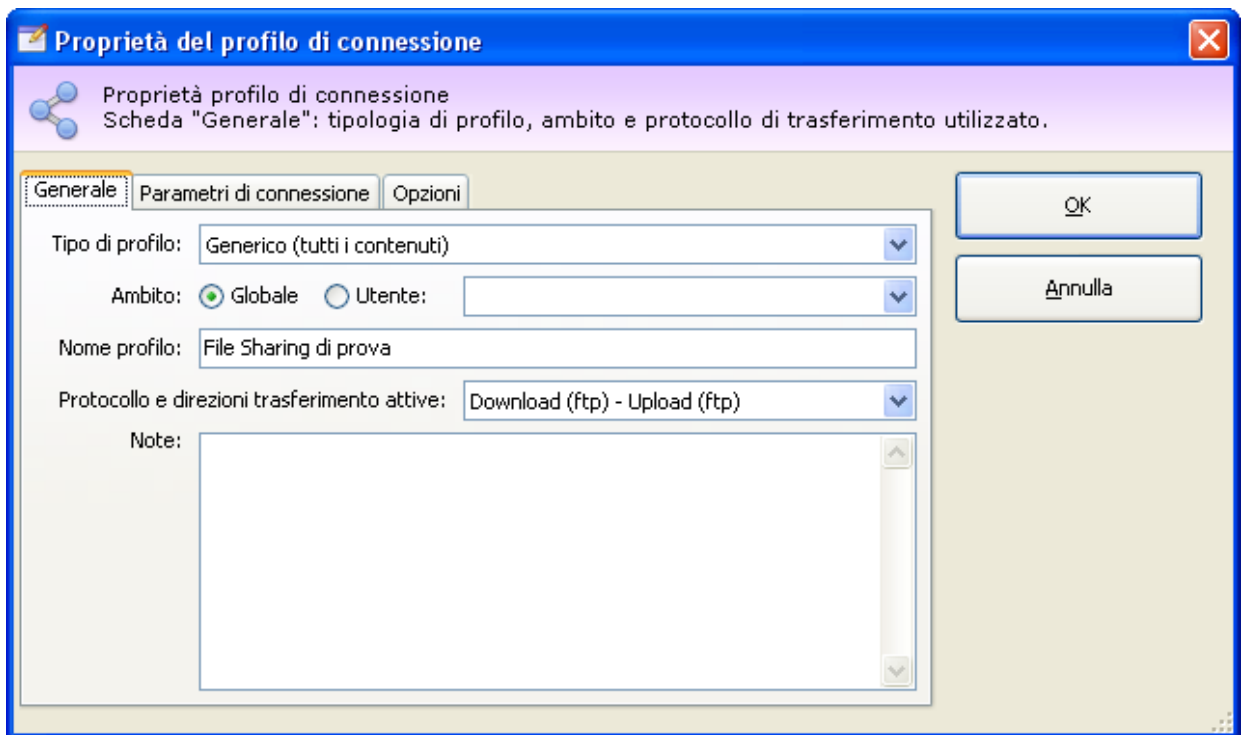 Proprietà del profilo di connessione
Proprietà profilo di connessione
Scheda "Generale": tipologia di profilo, ambito e protocollo di trasferimento utilizzato.
Generale Parametri di connessione Opzioni
OK
Tipo di profilo: Generico (tutti i contenuti)
Ambito: Globale Utente:
Annulla
Nome profilo: File Sharing di prova
Protocollo e direzioni trasferimento attive: Download (ftp) - Upload (ftp)
Note: